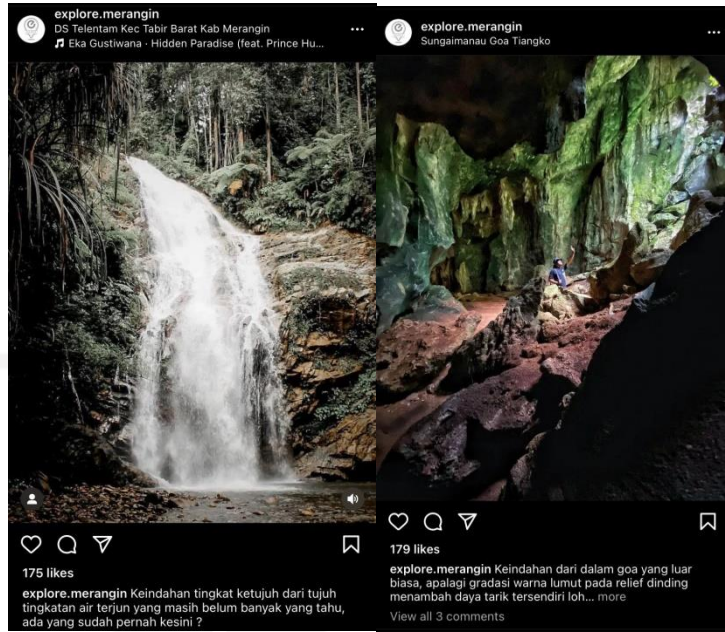 explore.merangin
DS Telentam Kec Tabir Barat Kab Merangin
Eka Gustiwana · Hidden Paradise (feat. Prince Hu...
175 likes
explore.merangin Keindahan tingkat ketujuh dari tujuh
tingkatan air terjun yang masih belum banyak yang tahu,
ada yang sudah pernah kesini ?
explore.merangin
Sungaimanau Goa Tiangko
179 likes
explore.merangin Keindahan dari dalam goa yang luar
biasa, apalagi gradasi warna lumut pada relief dinding
menambah daya tarik tersendiri loh... more
View all 3 comments